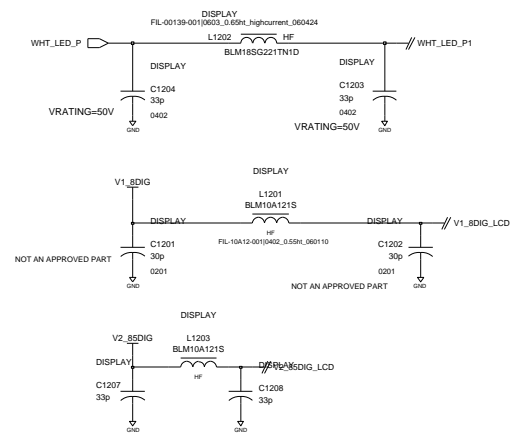 DISPLAY
FIL-00139-001|0603_0.65ht_highcurrent_060424
L1202 HF
WHT_LED_P WHT_LED_P1
BLM18SG221TN1D
DISPLAY DISPLAY
C1204 C1203
33p 33p
0402 0402
VRATING=50V VRATING=50V
GND GND
DISPLAY
V1_8DIG L1201
BLM10A121S
DISPLAY DISPLAY V1_8DIG_LCD
HF
FIL-10A12-001|0402_0.55ht_060110
C1201 C1202
NOT AN APPROVED PART 30p 30p
0201 0201
GND NOT AN APPROVED PART GND
DISPLAY
V2_85DIG L1203
BLM10A121S
DISPLAY DISPLAY V2_85DIG_LCD
HF
C1207 C1208
33p 33p
GND GND